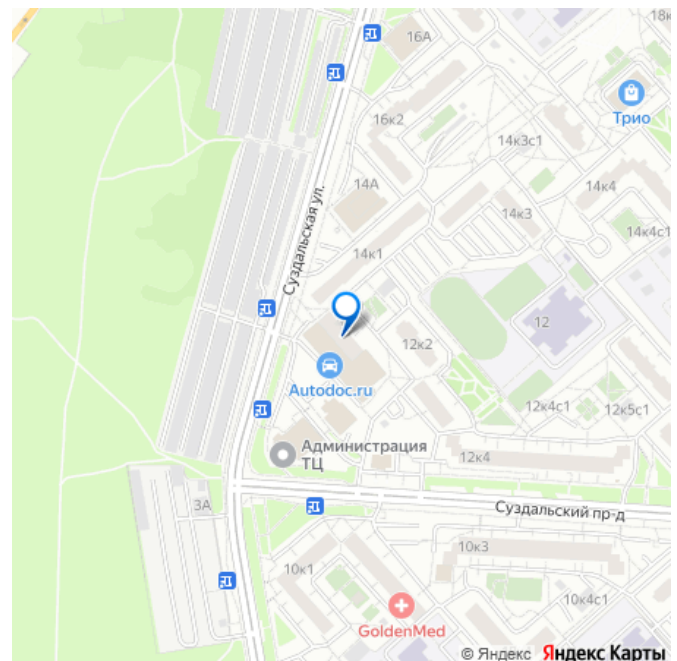 18к
16А
Трио
16к2
14к3с1
14А
14к4
Суздальская ул.
14к3
14к4с1
14к1
12
12к2
Autodoc.ru
12к4с1
12к5с1
Администрация
ТЦ
12к4
3А
Суздальский пр-д
10к3
10к1
10к4с1
GoldenMed
© Яндекс Яндекс Карты